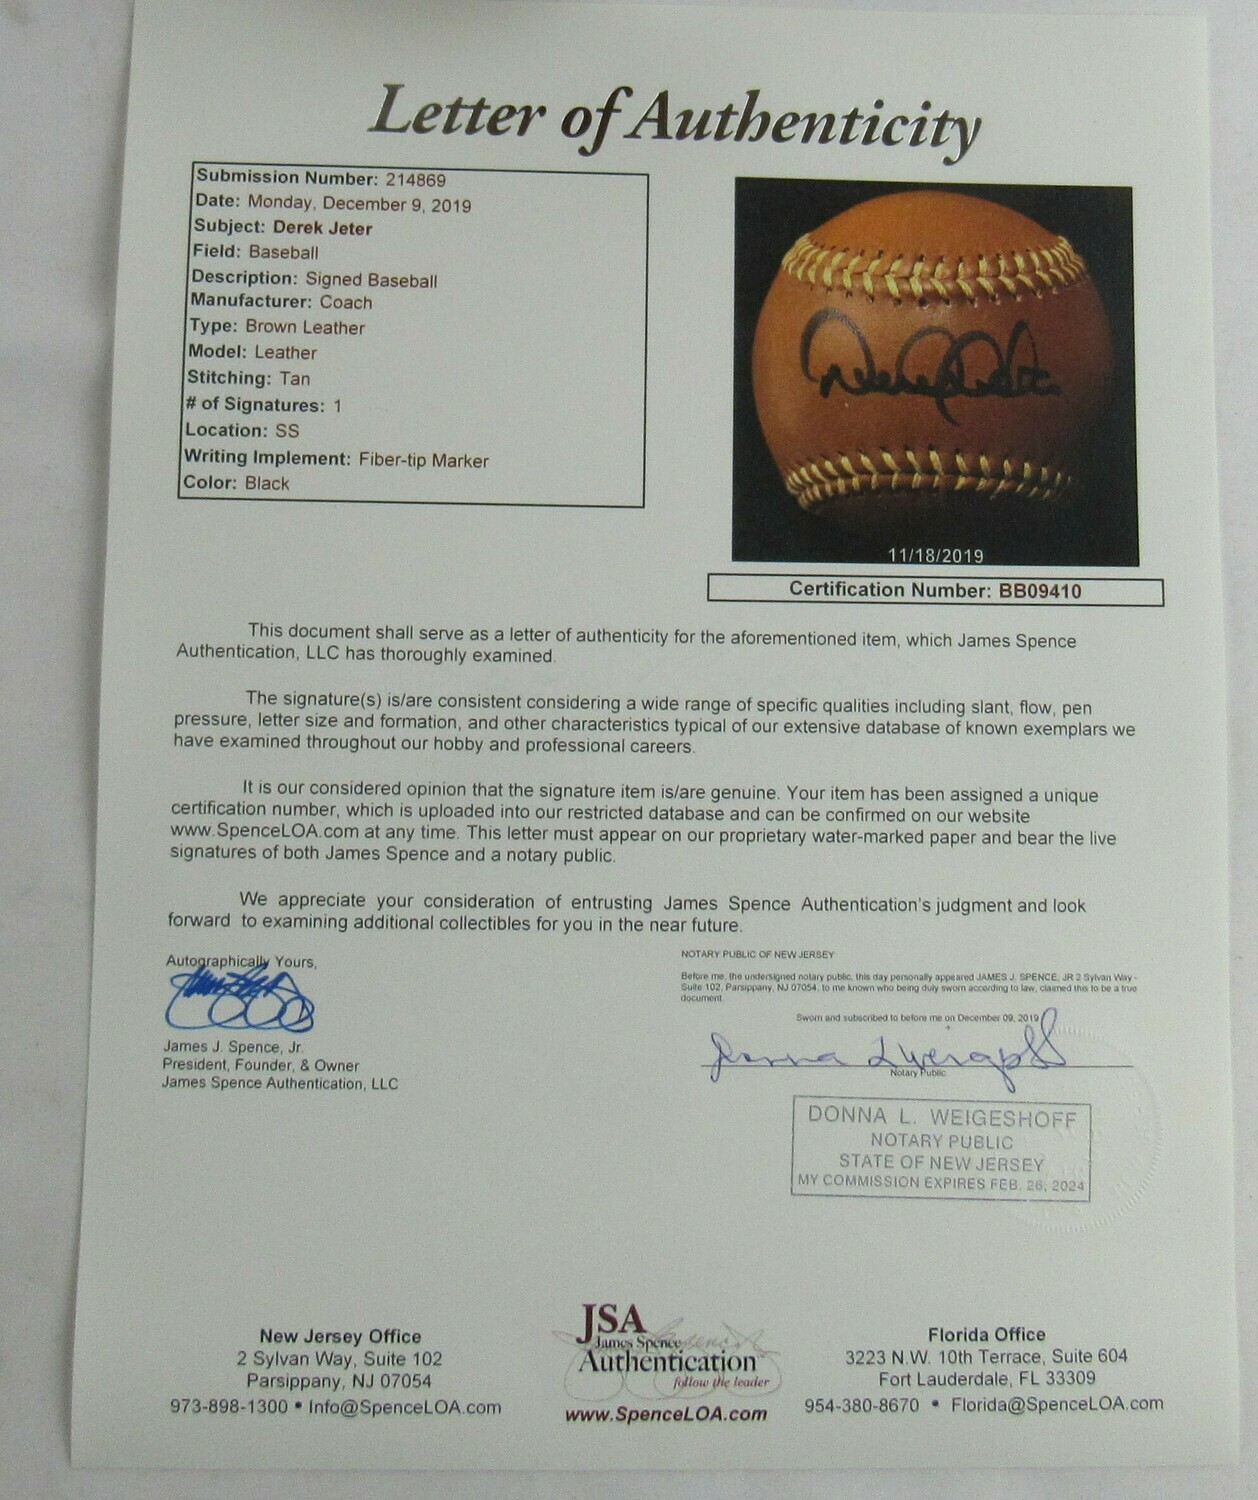 Letter of Authenticity
Submission Number: 214869
Date: Monday, December 9, 2019
Subject: Derek Jeter
Field: Baseball
Description: Signed Baseball
Manufacturer: Coach
Type: Brown Leather
Model: Leather
Stitching: Tan
# of Signatures: 1
Location: SS
Writing Implement: Fiber-tip Marker
Color: Black
11/18/2019
Certification Number: BB09410
This document shall serve as a letter of authenticity for the aforementioned item, which James Spence
Authentication, LLC has thoroughly examined.
The signature(s) is/are consistent considering a wide range of specific qualities including slant, flow, pen
pressure, letter size and formation, and other characteristics typical of our extensive database of known exemplars we
have examined throughout our hobby and professional careers.
It is our considered opinion that the signature item is/are genuine. Your item has been assigned a unique
certification number, which is uploaded into our restricted database and can be confirmed on our website
www.SpenceLOA.com at any time. This letter must appear on our proprietary water-marked paper and bear the live
signatures of both James Spence and a notary public.
We appreciate your consideration of entrusting James Spence Authentication's judgment and look
forward to examining additional collectibles for you in the near future.
Autographically Yours,
James J. Spence, Jr.
President, Founder, & Owner
James Spence Authentication, LLC
NOTARY PUBLIC OF NEW JERSEY
Before me, the undersigned notary public, this day personally appeared JAMES J. SPENCE, JR 2 Sylvan Way -
Suite 102, Parsippany, NJ 07054, to me known who being duly sworn according to law, claimed this to be a true
document.
Sworn and subscribed to before me on December 09, 2019
Donna L Weigeshoff
Notary Public
DONNA L. WEIGESHOFF
NOTARY PUBLIC
STATE OF NEW JERSEY
MY COMMISSION EXPIRES FEB. 26, 2024
New Jersey Office
2 Sylvan Way, Suite 102
Parsippany, NJ 07054
973-898-1300 • Info@SpenceLOA.com
JSA
James Spence
Authentication
follow the leader
www.SpenceLOA.com
Florida Office
3223 N.W. 10th Terrace, Suite 604
Fort Lauderdale, FL 33309
954-380-8670 • Florida@SpenceLOA.com